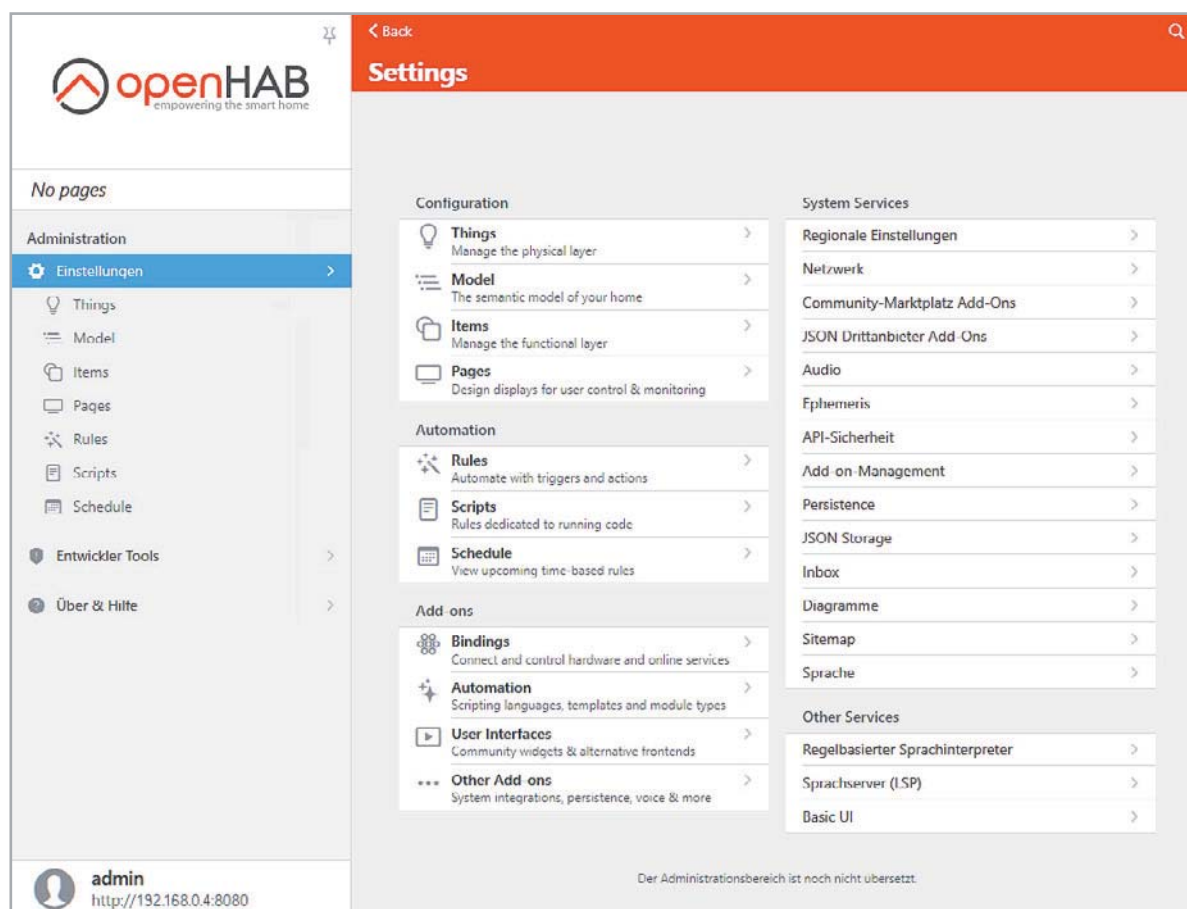 openHAB
empowering the smart home
No pages
Administration
Einstellungen
Things
Model
Items
Pages
Rules
Scripts
Schedule
Entwickler Tools
Über & Hilfe
admin
http://192.168.0.4:8080
Back
Settings
Configuration
Things
Manage the physical layer
Model
The semantic model of your home
Items
Manage the functional layer
Pages
Design displays for user control & monitoring
Automation
Rules
Automate with triggers and actions
Scripts
Rules dedicated to running code
Schedule
View upcoming time-based rules
Add-ons
Bindings
Connect and control hardware and online services
Automation
Scripting languages, templates and module types
User Interfaces
Community widgets & alternative frontends
Other Add-ons
System integrations, persistence, voice & more
System Services
Regionale Einstellungen
Netzwerk
Community-Marktplatz Add-Ons
JSON Drittanbieter Add-Ons
Audio
Ephemeris
API-Sicherheit
Add-on-Management
Persistence
JSON Storage
Inbox
Diagramme
Sitemap
Sprache
Other Services
Regelbasierter Sprachinterpreter
Sprachserver (LSP)
Basic UI
Der Administrationsbereich ist noch nicht übersetzt.